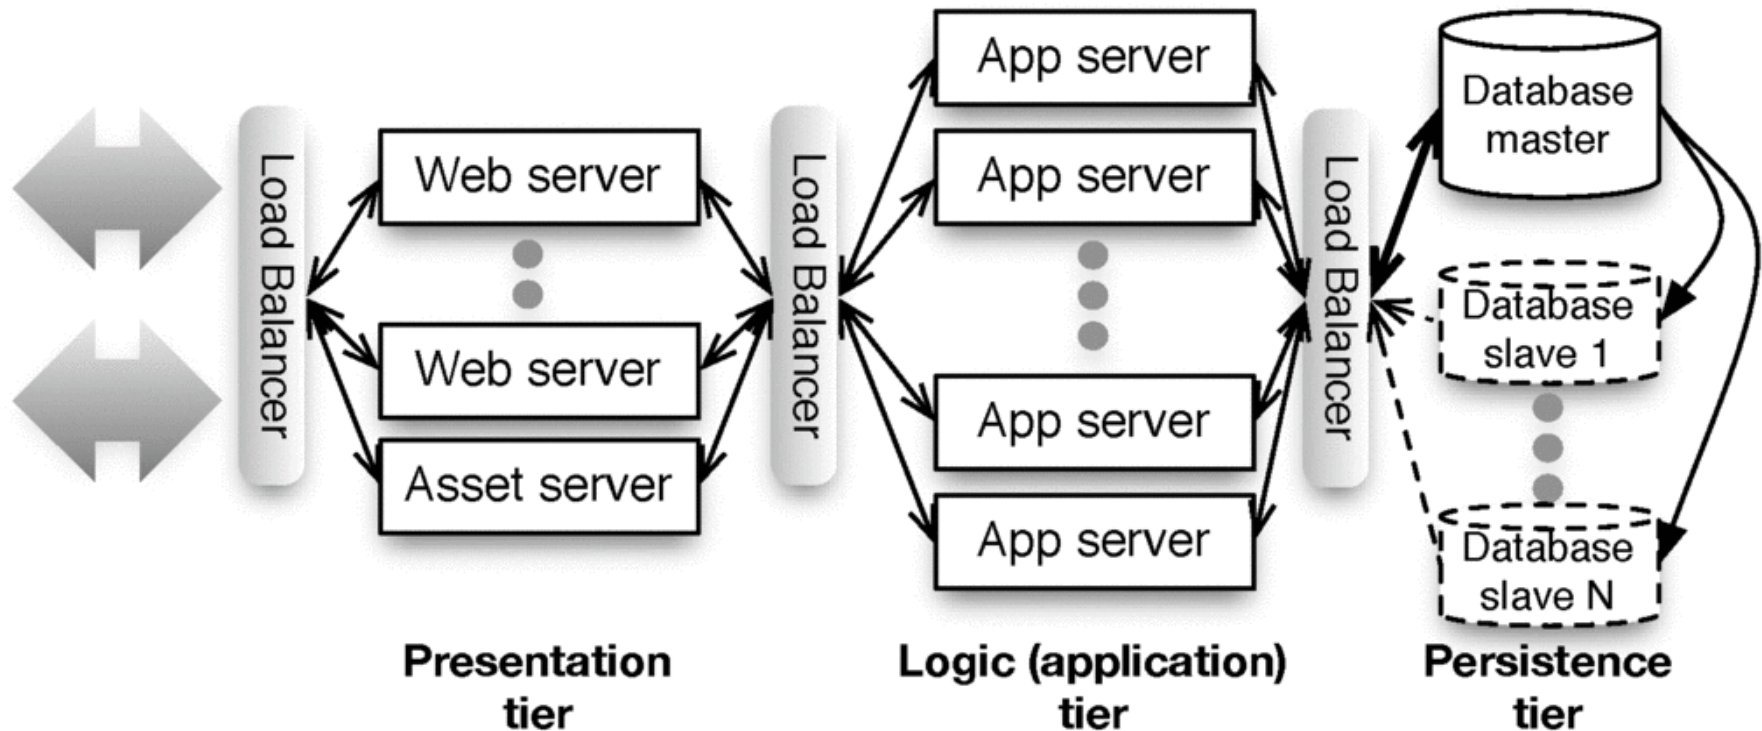 Load Balancer
Web server
Web server
Asset server
Presentation
tier
Load Balancer
App server
App server
App server
App server
Logic (application)
tier
Load Balancer
Database
master
Database
slave 1
Database
slave N
Persistence
tier